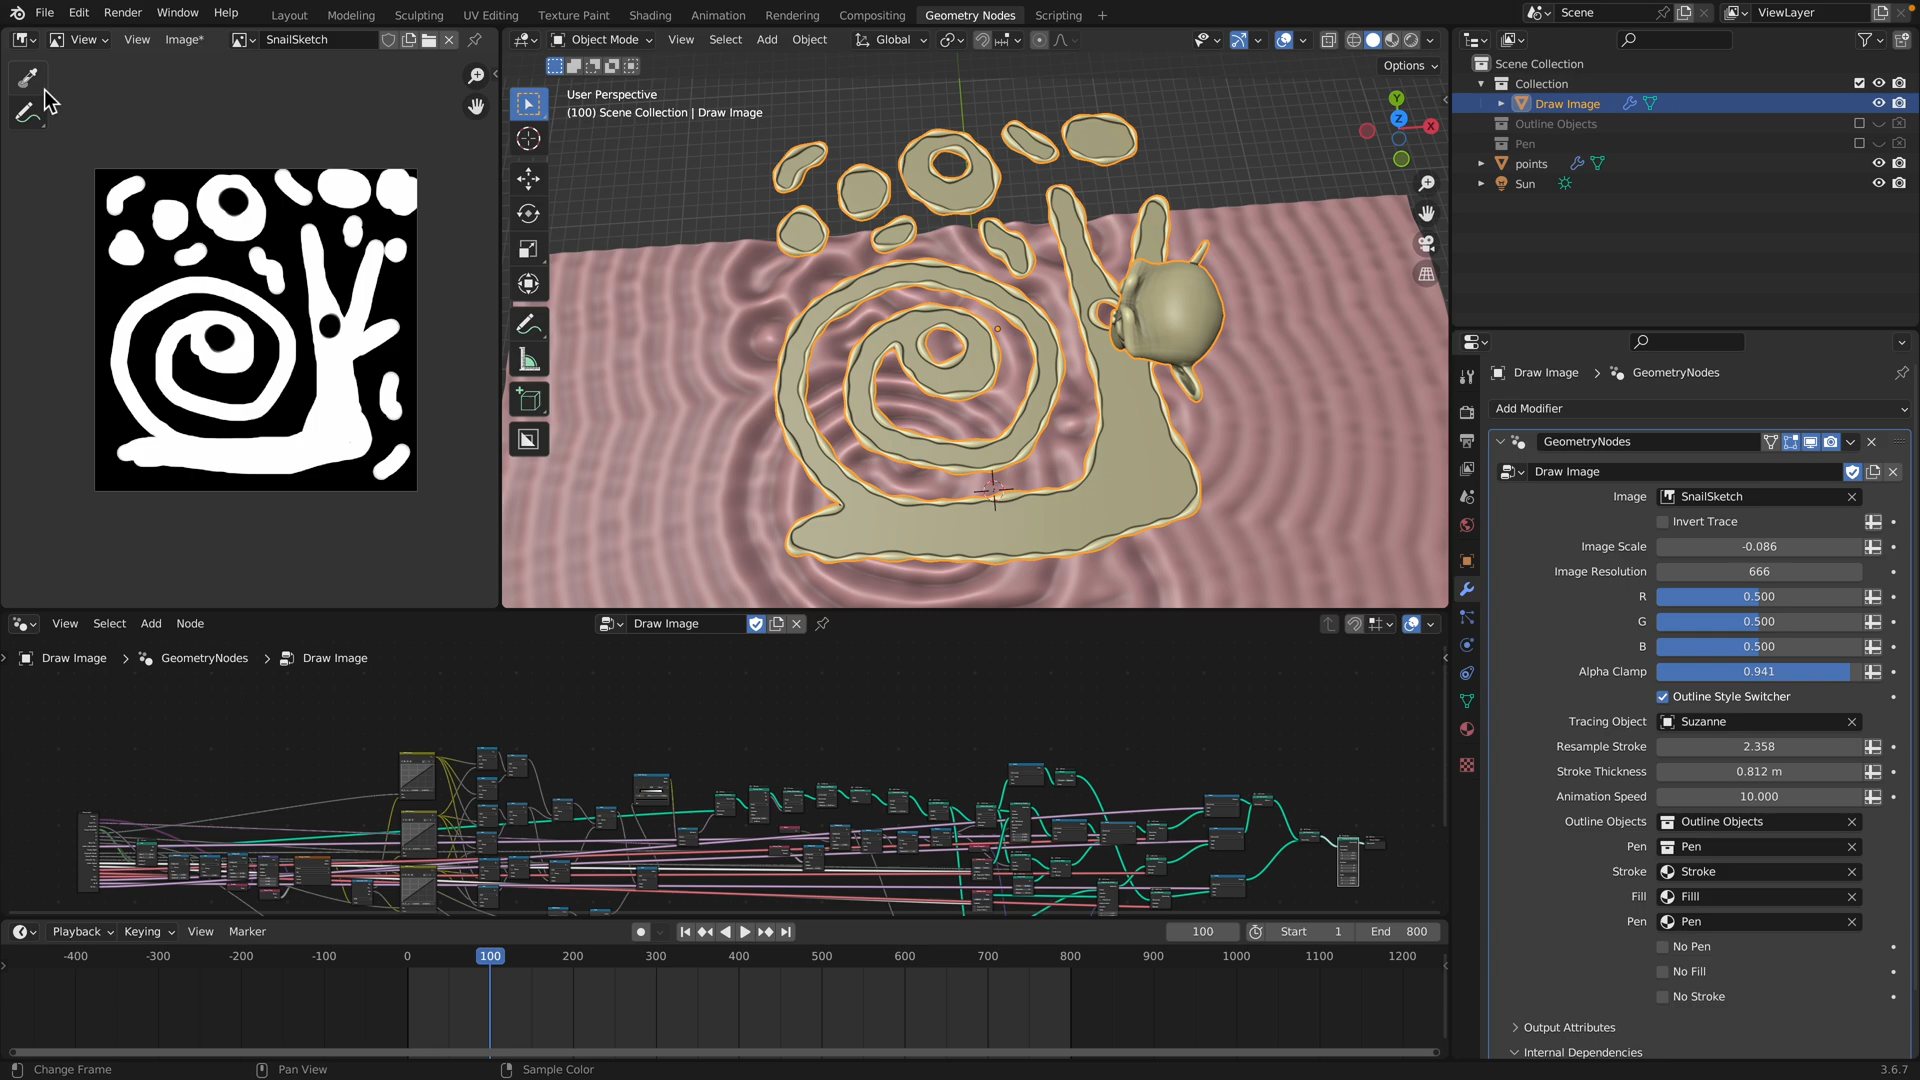 File Edit Render Window Help Layout Modeling Sculpting UV Editing Texture Paint Shading Animation Rendering Compositing Geometry Nodes Scripting + Scene ViewLayer
View View Image* SnailSketch
Object Mode View Select Add Object Global
Options
User Perspective
(100) Scene Collection | Draw Image
Y
Z
X
Scene Collection
Collection
Draw Image
Outline Objects
Pen
points
Sun
Draw Image > GeometryNodes
Add Modifier
GeometryNodes
Draw Image
Image SnailSketch
Invert Trace
Image Scale -0.086
Image Resolution 666
R 0.500
G 0.500
B 0.500
Alpha Clamp 0.941
Outline Style Switcher
Tracing Object Suzanne
Resample Stroke 2.358
Stroke Thickness 0.812 m
Animation Speed 10.000
Outline Objects Outline Objects
Pen Pen
Stroke Stroke
Fill Filll
Pen Pen
No Pen
No Fill
No Stroke
Output Attributes
Internal Dependencies
View Select Add Node Draw Image
Draw Image > GeometryNodes > Draw Image
Playback Keying View Marker 100 Start 1 End 800
-400 -300 -200 -100 0 100 200 300 400 500 600 700 800 900 1000 1100 1200
Change Frame Pan View Sample Color 3.6.7